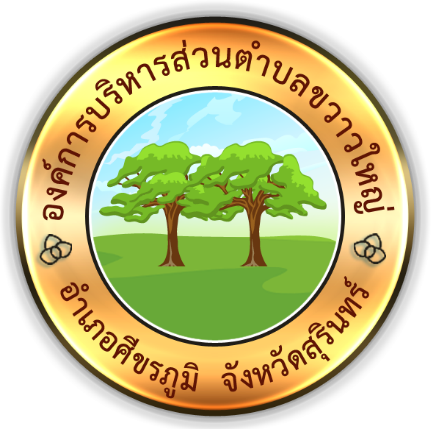 องค์การบริหารส่วนตำบลขวาวใหญ่
อำเภอศีขรภูมิ จังหวัดสุรินทร์